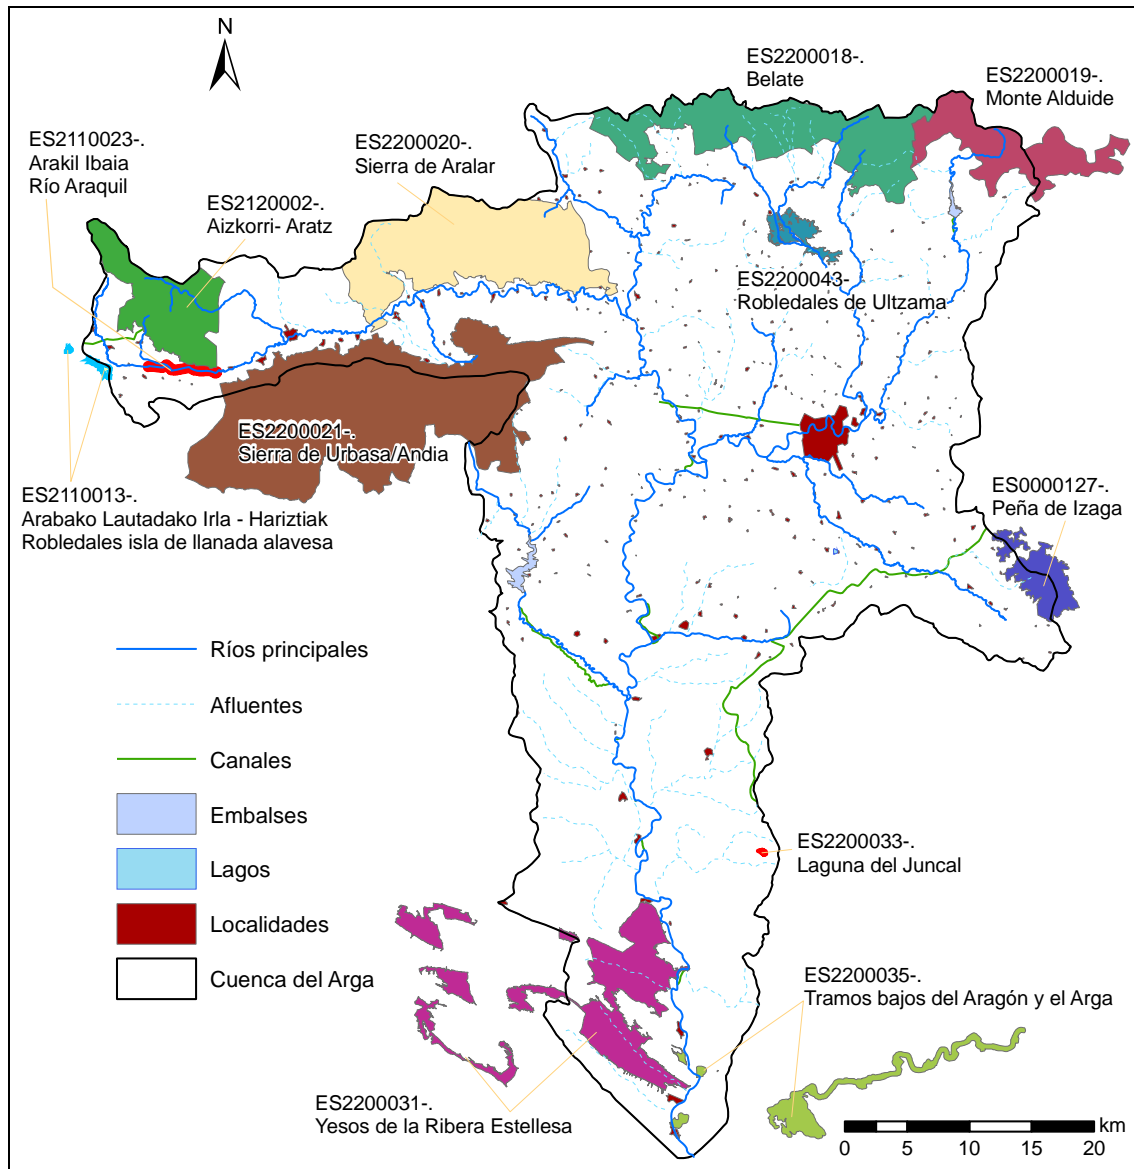 N
ES2200018-.
Belate
ES2200019-.
Monte Alduide
ES2110023-.
Arakil Ibaia
Río Araquil
ES2200020-.
Sierra de Aralar
ES2120002-.
Aizkorri- Aratz
ES2200043-
Robledales de Ultzama
ES2200021-.
Sierra de Urbasa/Andia
ES2110013-.
Arabako Lautadako Irla - Hariztiak
Robledales isla de llanada alavesa
ES0000127-.
Peña de Izaga
Ríos principales
Afluentes
Canales
Embalses
Lagos
Localidades
Cuenca del Arga
ES2200033-.
Laguna del Juncal
ES2200035-.
Tramos bajos del Aragón y el Arga
ES2200031-.
Yesos de la Ribera Estellesa
km
0 5 10 15 20